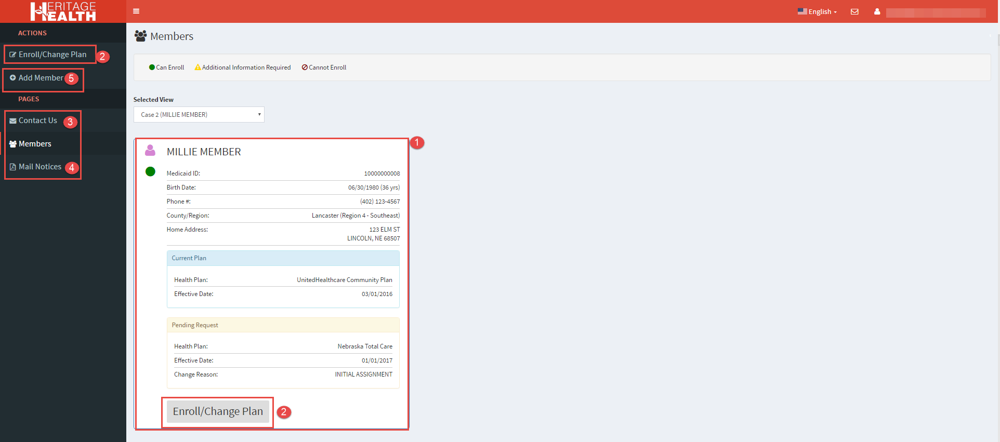 HERITAGE
HEALTH
English
ACTIONS
Enroll/Change Plan 2
Add Member 5
PAGES
Contact Us 3
Members
Mail Notices 4
Members
Can Enroll Additional Information Required Cannot Enroll
Selected View
Case 2 (MILLIE MEMBER)
1
MILLIE MEMBER
Medicaid ID: 10000000008
Birth Date: 06/30/1980 (36 yrs)
Phone #: (402) 123-4567
County/Region: Lancaster (Region 4 - Southeast)
Home Address: 123 ELM ST
LINCOLN, NE 68507
Current Plan
Health Plan: UnitedHealthcare Community Plan
Effective Date: 03/01/2016
Pending Request
Health Plan: Nebraska Total Care
Effective Date: 01/01/2017
Change Reason: INITIAL ASSIGNMENT
Enroll/Change Plan 2